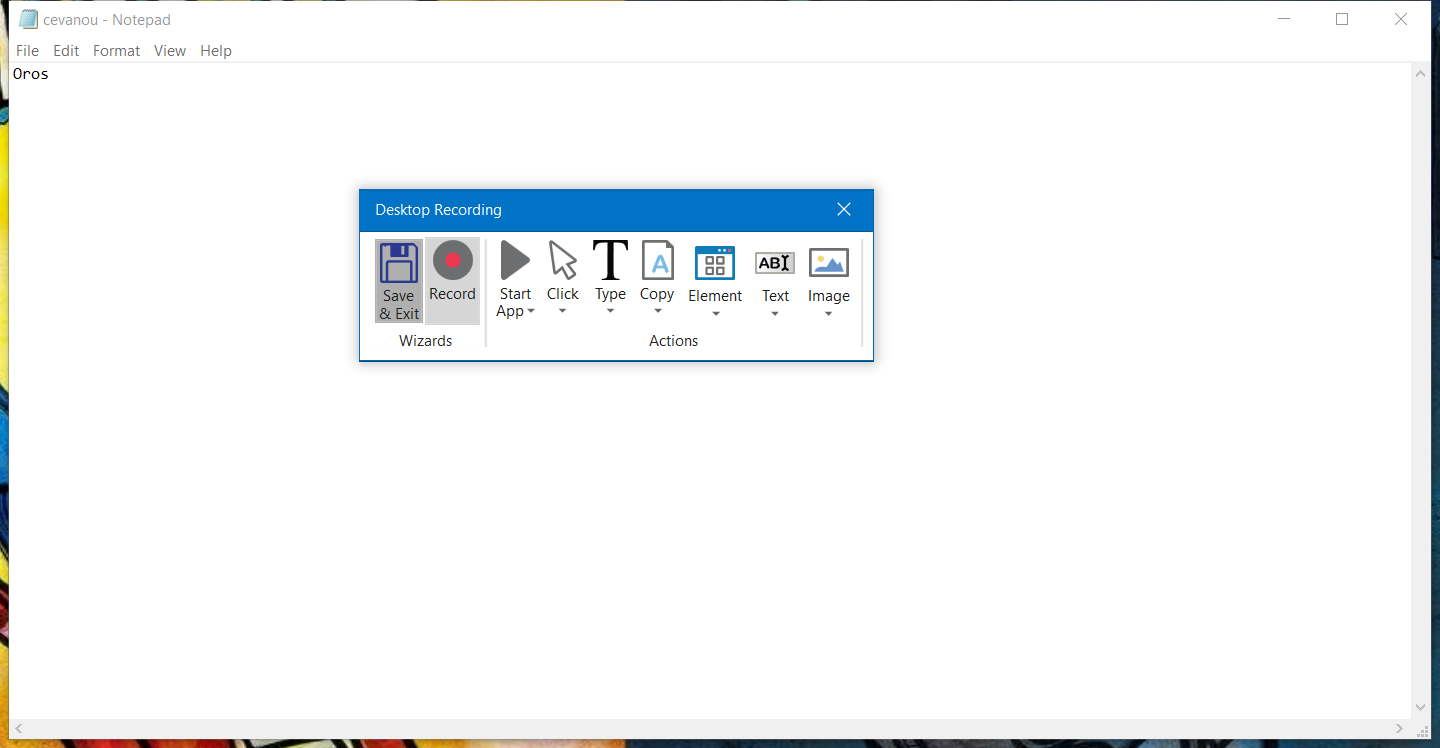 cevanou - Notepad
File Edit Format View Help
Oros
Desktop Recording
Save & Exit
Record
Start App
Click
Type
Copy
A
Element
ABI
Text
Image
Wizards
Actions